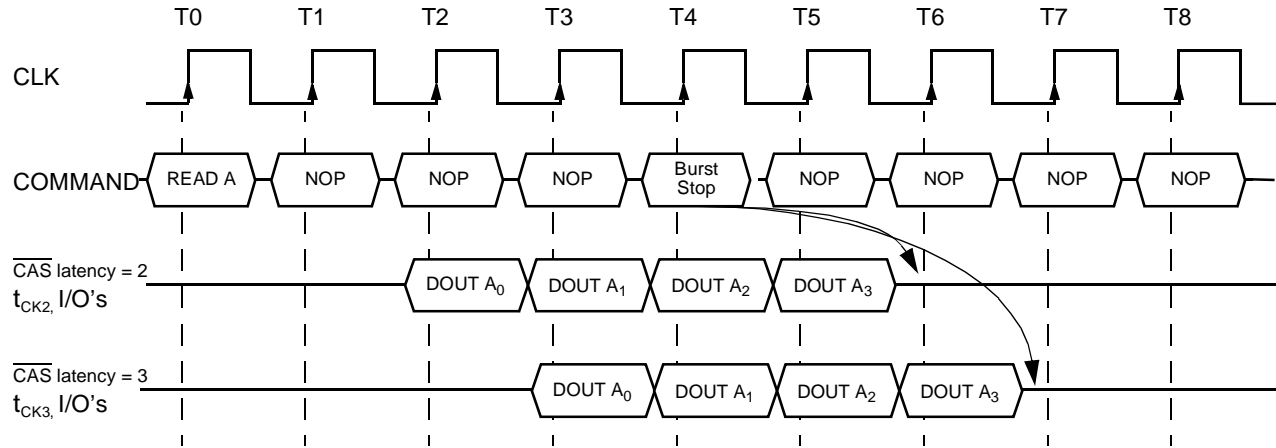 T0 T1 T2 T3 T4 T5 T6 T7 T8
CLK
COMMAND READ A NOP NOP NOP Burst Stop NOP NOP NOP NOP
CAS latency = 2
tCK2, I/O's
DOUT A0 DOUT A1 DOUT A2 DOUT A3
CAS latency = 3
tCK3, I/O's
DOUT A0 DOUT A1 DOUT A2 DOUT A3